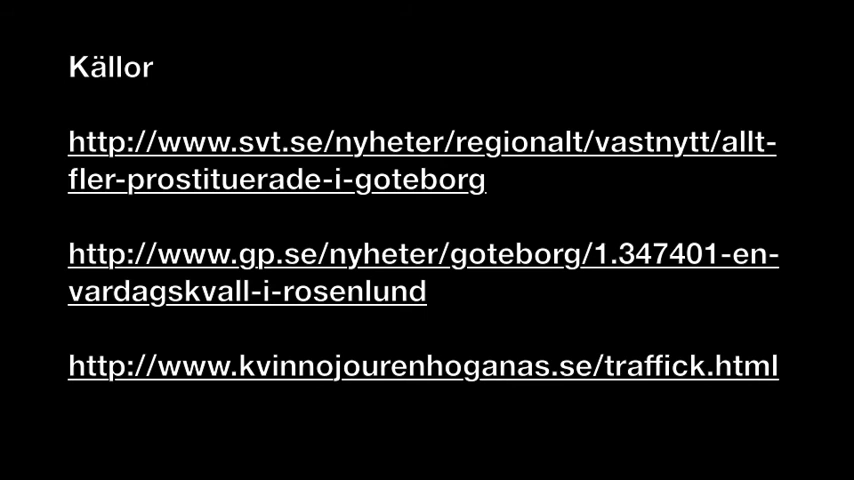 Källor
http://www.svt.se/nyheter/regionalt/vastnytt/allt-
fler-prostituerade-i-goteborg
http://www.gp.se/nyheter/goteborg/1.347401-en-
vardagskvall-i-rosenlund
http://www.kvinnojourenhoganas.se/traffick.html